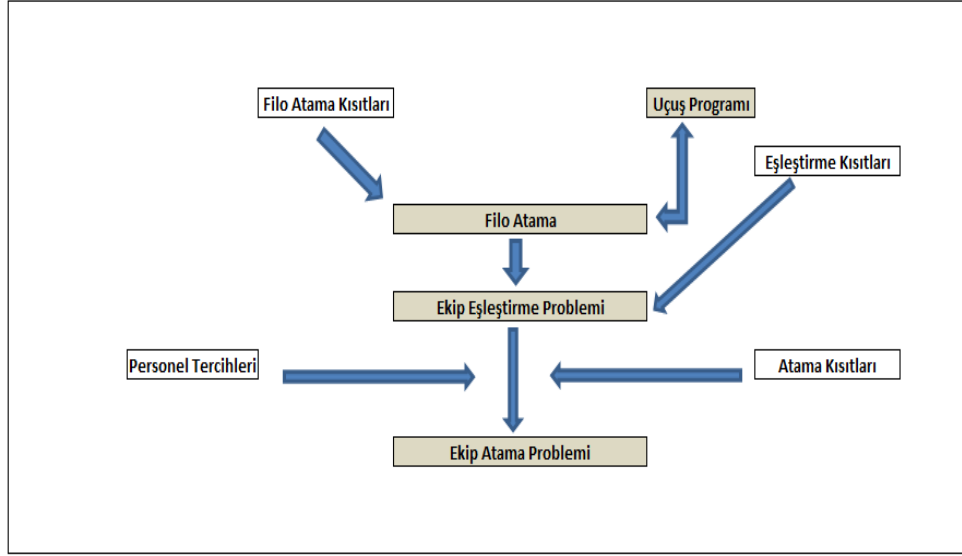 Filo Atama Kısıtları
Uçuş Programı
Eşleştirme Kısıtları
Filo Atama
Ekip Eşleştirme Problemi
Personel Tercihleri
Atama Kısıtları
Ekip Atama Problemi